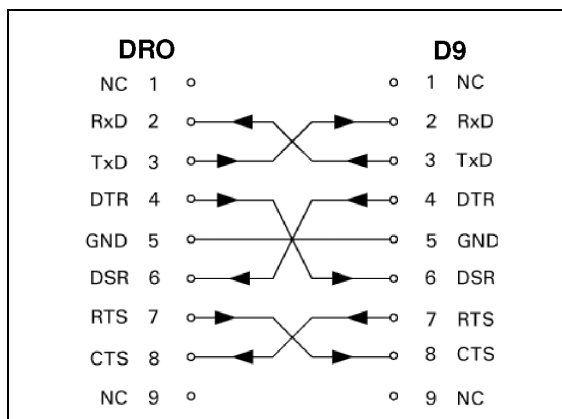 DRO D9
NC 1 1 NC
RxD 2 2 RxD
TxD 3 3 TxD
DTR 4 4 DTR
GND 5 5 GND
DSR 6 6 DSR
RTS 7 7 RTS
CTS 8 8 CTS
NC 9 9 NC